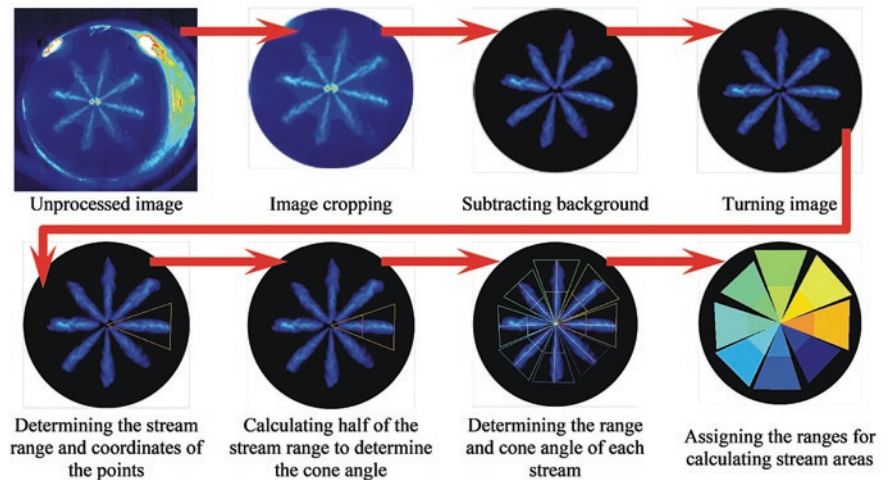 Unprocessed image
Image cropping
Subtracting background
Turning image
Determining the stream
range and coordinates of
the points
Calculating half of the
stream range to determine
the cone angle
Determining the range
and cone angle of each
stream
Assigning the ranges for
calculating stream areas